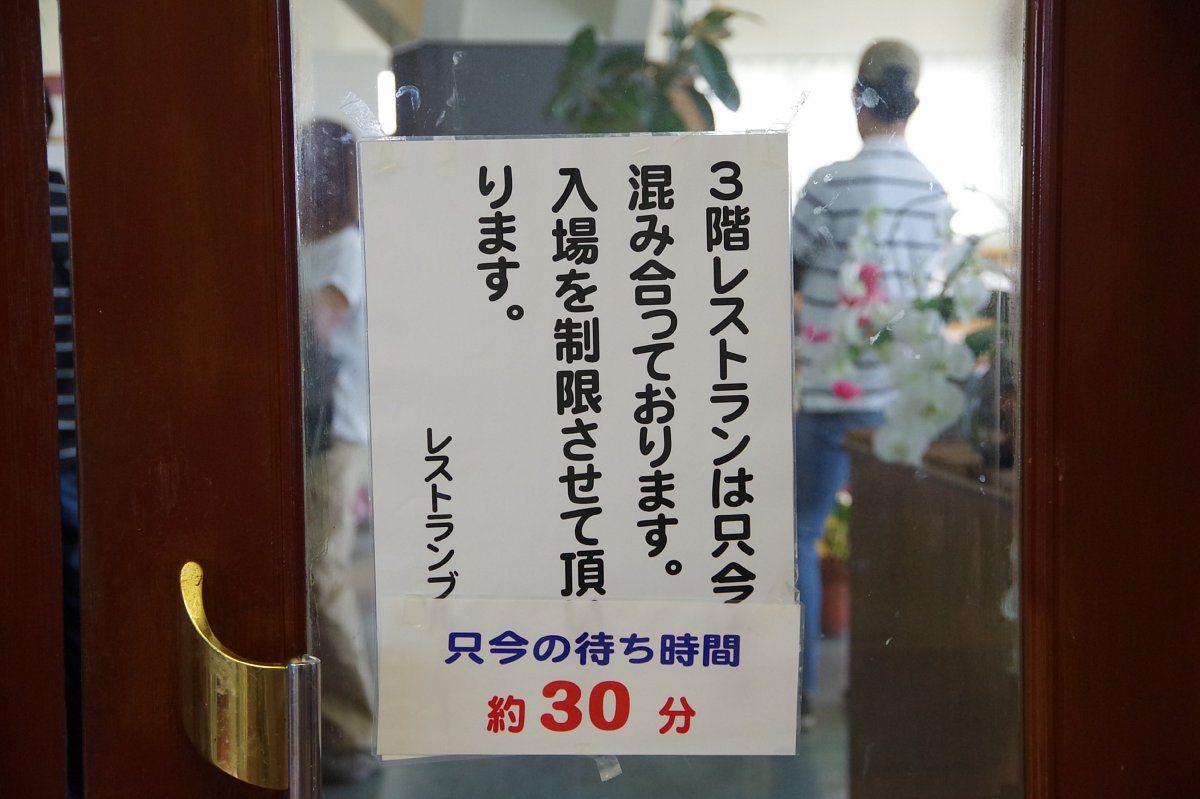 3階レストランは只今
混み合っております。
入場を制限させて頂
ります。
レストランブ
只今の待ち時間
約30分